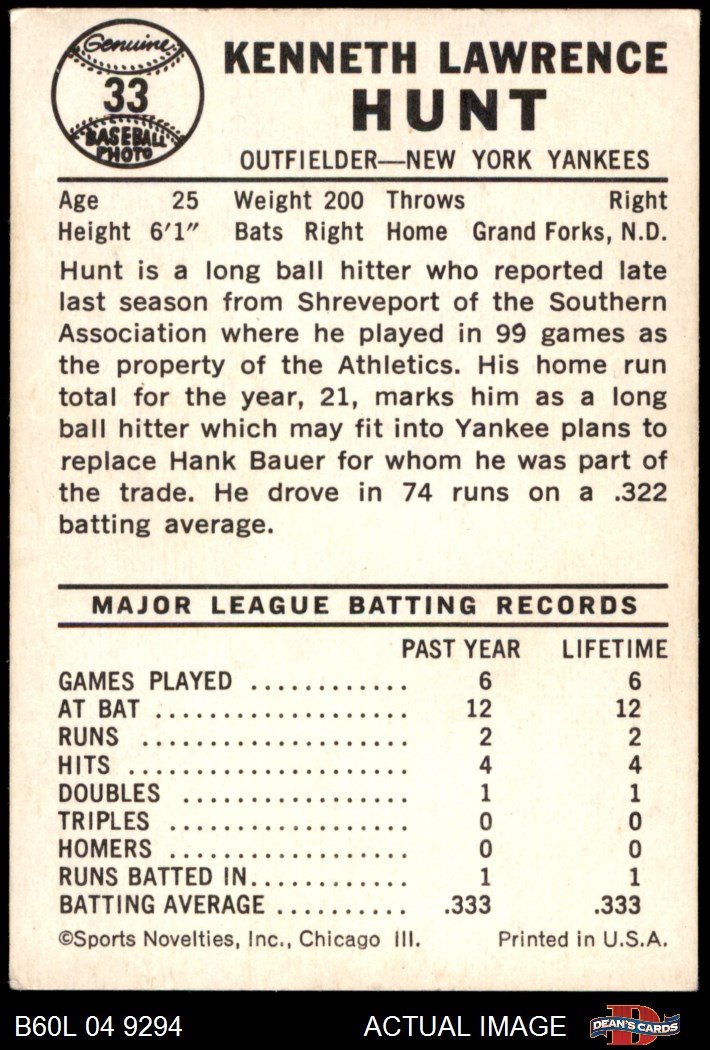 Genuine
33
BASEBALL
PHOTO
KENNETH LAWRENCE
HUNT
OUTFIELDER—NEW YORK YANKEES
Age 25 Weight 200 Throws Right
Height 6'1" Bats Right Home Grand Forks, N.D.
Hunt is a long ball hitter who reported late
last season from Shreveport of the Southern
Association where he played in 99 games as
the property of the Athletics. His home run
total for the year, 21, marks him as a long
ball hitter which may fit into Yankee plans to
replace Hank Bauer for whom he was part of
the trade. He drove in 74 runs on a .322
batting average.
MAJOR LEAGUE BATTING RECORDS
PAST YEAR LIFETIME
GAMES PLAYED ............ 6 6
AT BAT ................... 12 12
RUNS .................... 2 2
HITS ..................... 4 4
DOUBLES ................. 1 1
TRIPLES .................. 0 0
HOMERS .................. 0 0
RUNS BATTED IN............ 1 1
BATTING AVERAGE .......... .333 .333
©Sports Novelties, Inc., Chicago Ill. Printed in U.S.A.
B60L 04 9294 ACTUAL IMAGE D DEAN'S CARDS